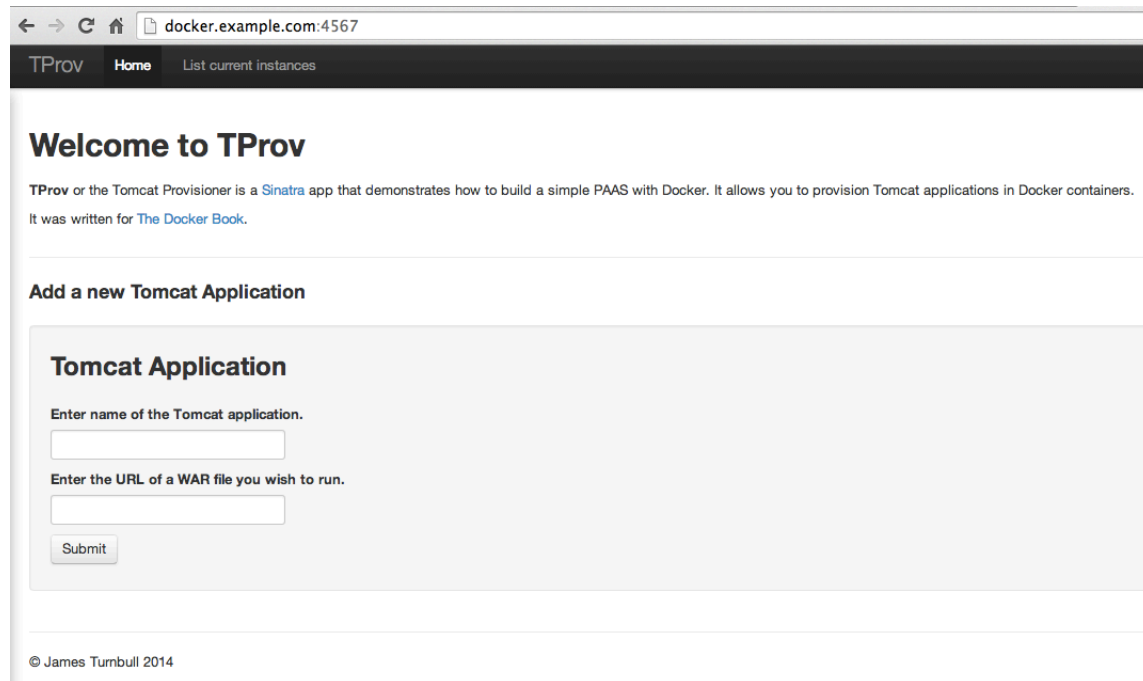 docker.example.com:4567
TProv Home List current instances
Welcome to TProv
TProv or the Tomcat Provisioner is a Sinatra app that demonstrates how to build a simple PAAS with Docker. It allows you to provision Tomcat applications in Docker containers.
It was written for The Docker Book.
Add a new Tomcat Application
Tomcat Application
Enter name of the Tomcat application.
Enter the URL of a WAR file you wish to run.
Submit
© James Turnbull 2014